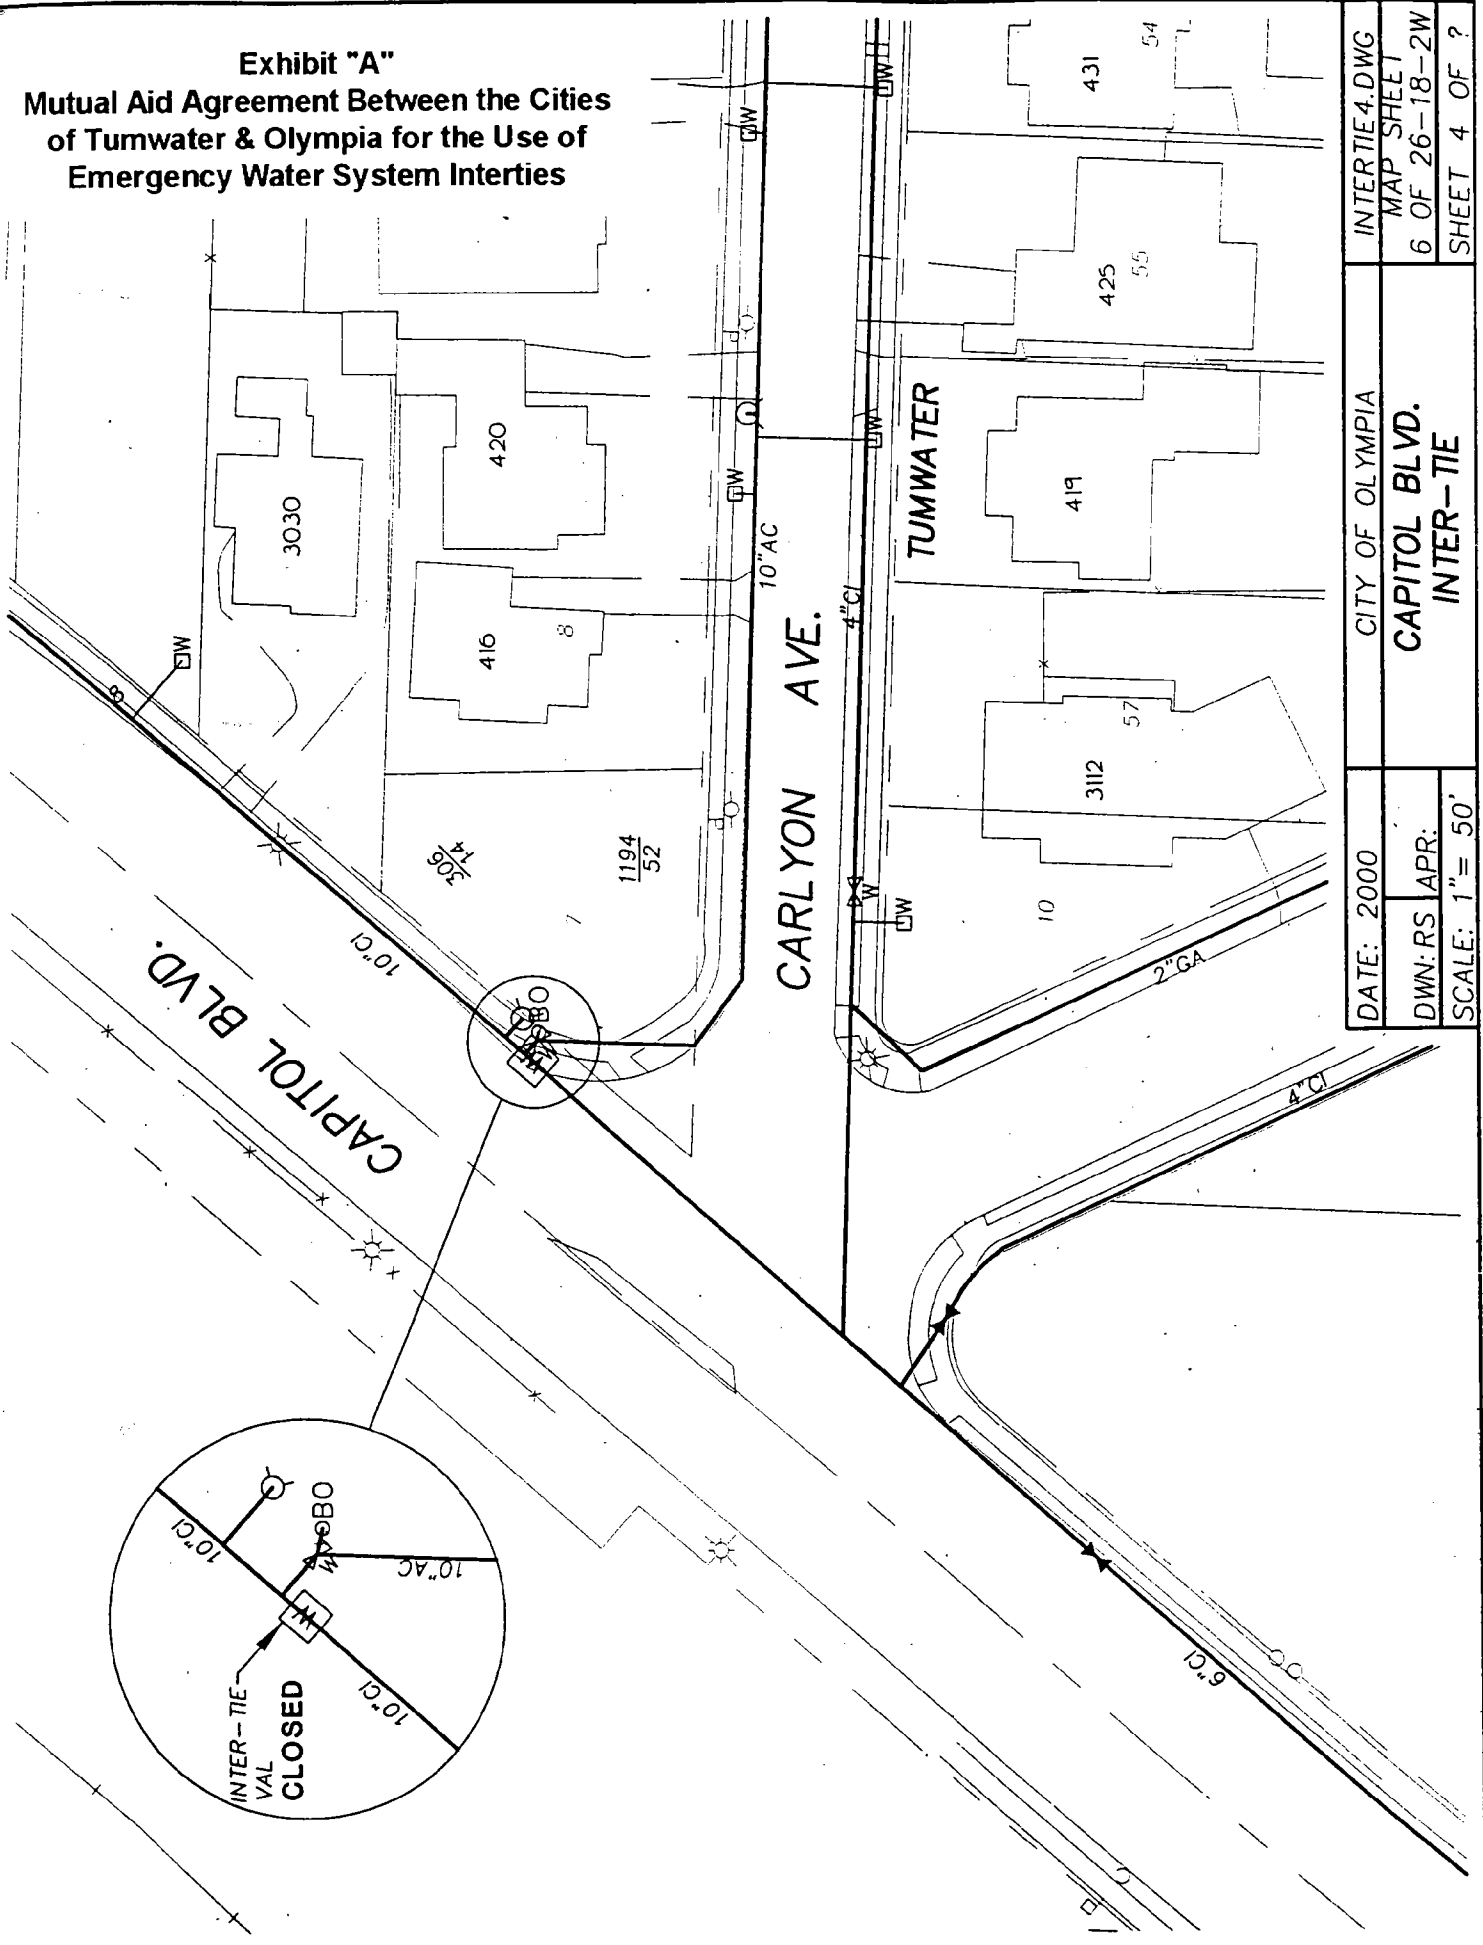 Exhibit "A"
Mutual Aid Agreement Between the Cities
of Tumwater & Olympia for the Use of
Emergency Water System Interties
W
W
W
W
W
W
W
W
431
54
425
55
419
TUMWATER
3112
57
10
3030
420
416
8
8
10"AC
4"CI
CARLYON AVE.
306
14
1194
52
7
10"CI
CAPITOL BLVD.
BO
2"GA
4"CI
6"CI
10"CI
BO
W
10"AC
W
10"CI
INTER-TIE
VAL
CLOSED
DATE: 2000
DWN: RS APR:
SCALE: 1"= 50'
CITY OF OLYMPIA
CAPITOL BLVD.
INTER-TIE
INTERTIE4.DWG
MAP SHEET
6 OF 26-18-2W
SHEET 4 OF ?